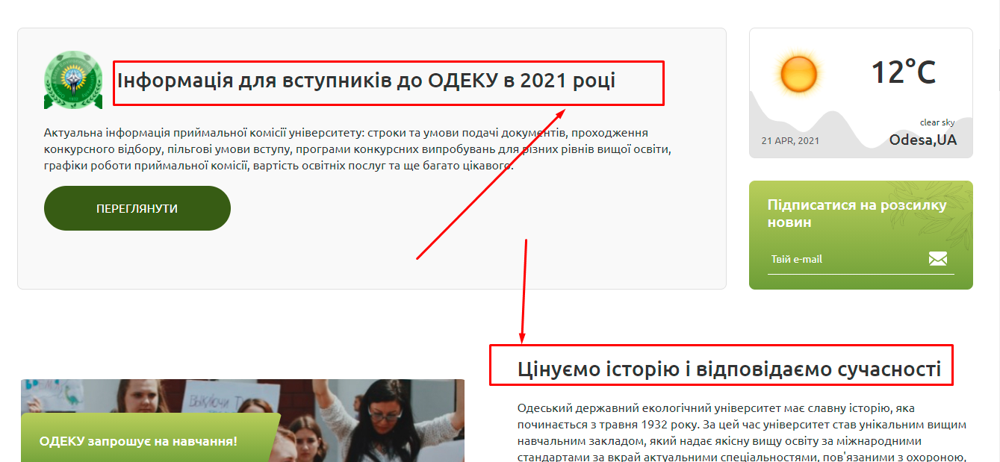 Інформація для вступників до ОДЕКУ в 2021 році
Актуальна інформація приймальної комісії університету: строки та умови подачі документів, проходження
конкурсного відбору, пільгові умови вступу, програми конкурсних випробувань для різних рівнів вищої освіти,
графіки роботи приймальної комісії, вартість освітніх послуг та ще багато цікавого.
ПЕРЕГЛЯНУТИ
12°C
clear sky
21 APR, 2021
Odesa,UA
Підписатися на розсилку
новин
Твій e-mail
ОДЕКУ запрошує на навчання!
Цінуємо історію і відповідаємо сучасності
Одеський державний екологічний університет має славну історію, яка
починається з травня 1932 року. За цей час університет став унікальним вищим
навчальним закладом, який надає якісну вищу освіту за міжнародними
стандартами за вкрай актуальними спеціальностями, пов'язаними з охороною,